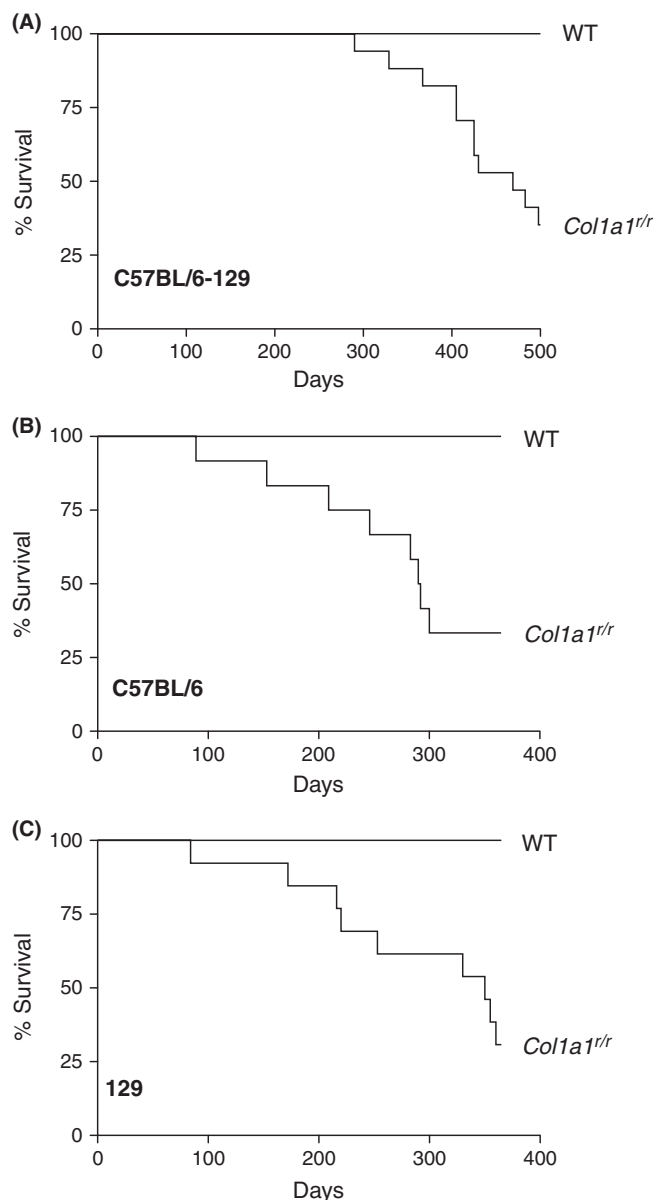 (A)
100
75
50
25
0
% Survival
WT
Col1a1r/r
C57BL/6-129
0 100 200 300 400 500
Days
(B)
100
75
50
25
0
% Survival
WT
Col1a1r/r
C57BL/6
0 100 200 300 400
Days
(C)
100
75
50
25
0
% Survival
WT
Col1a1r/r
129
0 100 200 300 400
Days